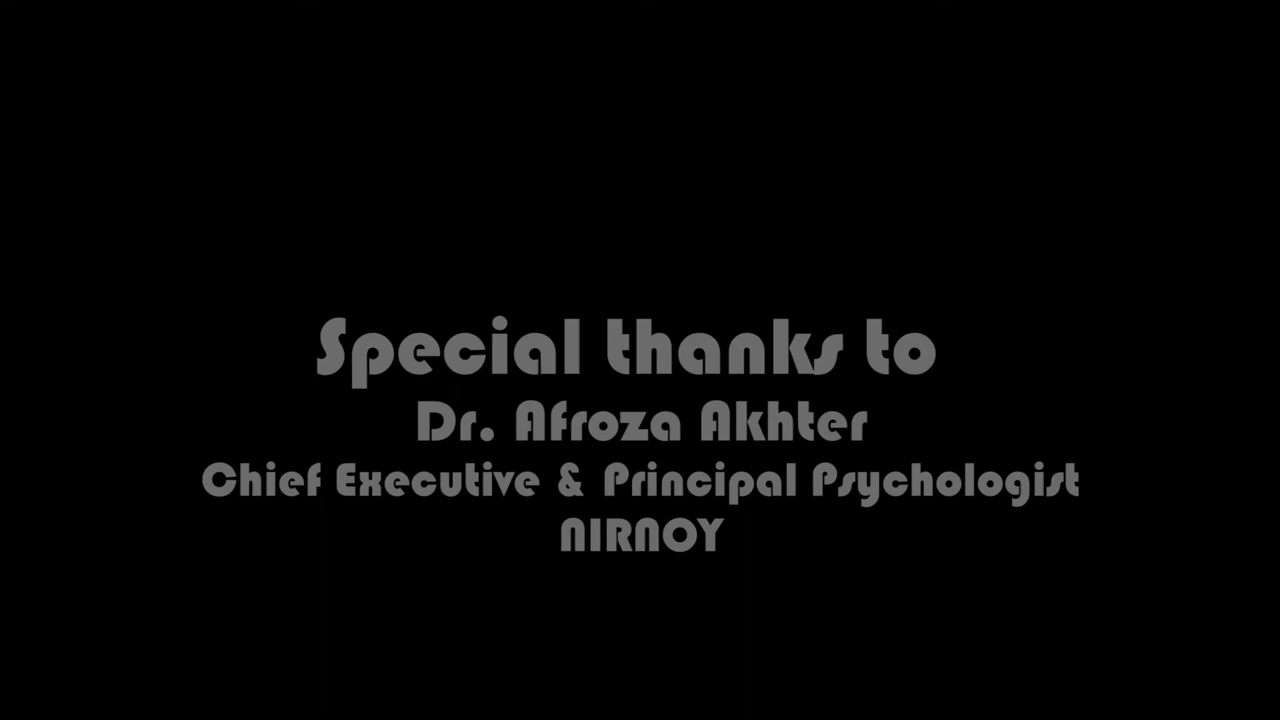 Special thanks to
Dr. Afroza Akhter
Chief Executive & Principal Psychologist
NIRNOY